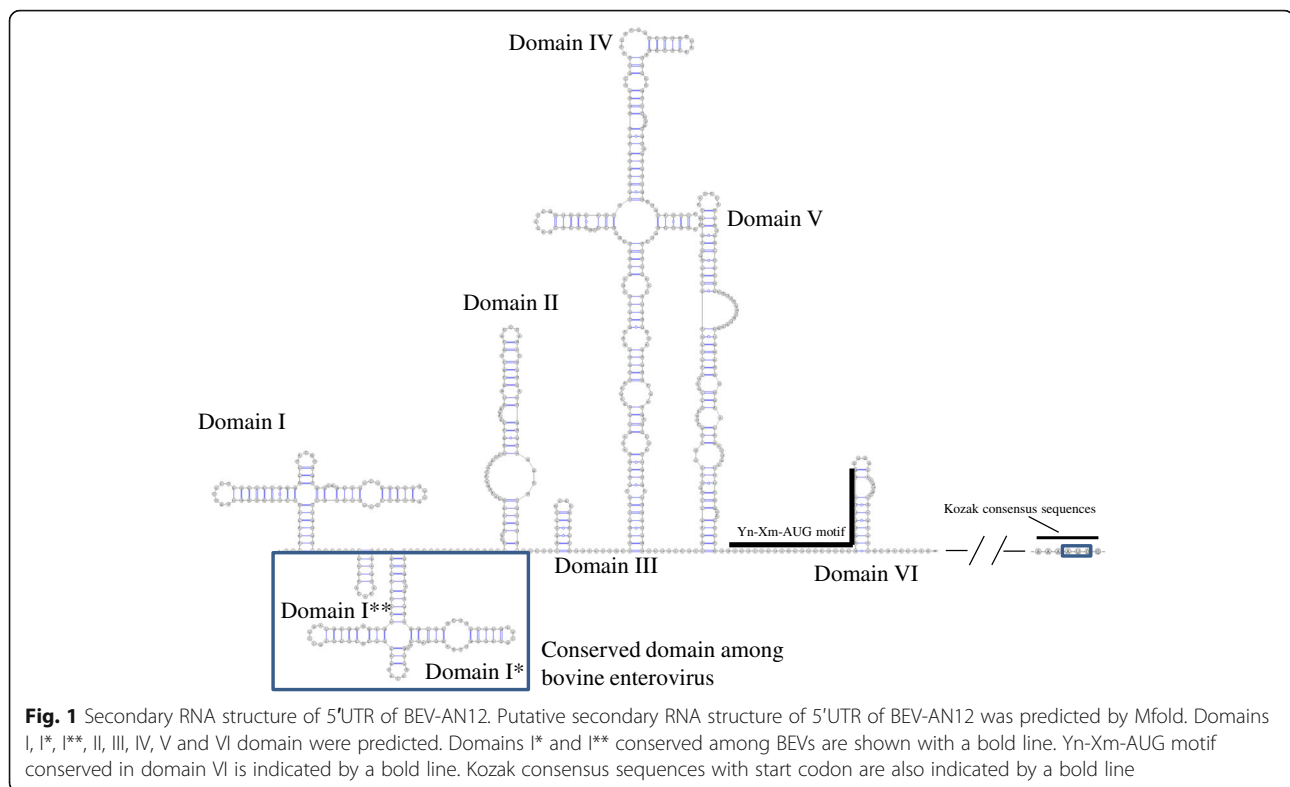 Domain IV
Domain V
Domain II
Domain I
Kozak consensus sequences
Yn-Xm-AUG motif
Domain III
Domain VI
Domain I**
Domain I*
Conserved domain among
bovine enterovirus
Fig. 1 Secondary RNA structure of 5′UTR of BEV-AN12. Putative secondary RNA structure of 5′UTR of BEV-AN12 was predicted by Mfold. Domains
I, I*, I**, II, III, IV, V and VI domain were predicted. Domains I* and I** conserved among BEVs are shown with a bold line. Yn-Xm-AUG motif
conserved in domain VI is indicated by a bold line. Kozak consensus sequences with start codon are also indicated by a bold line